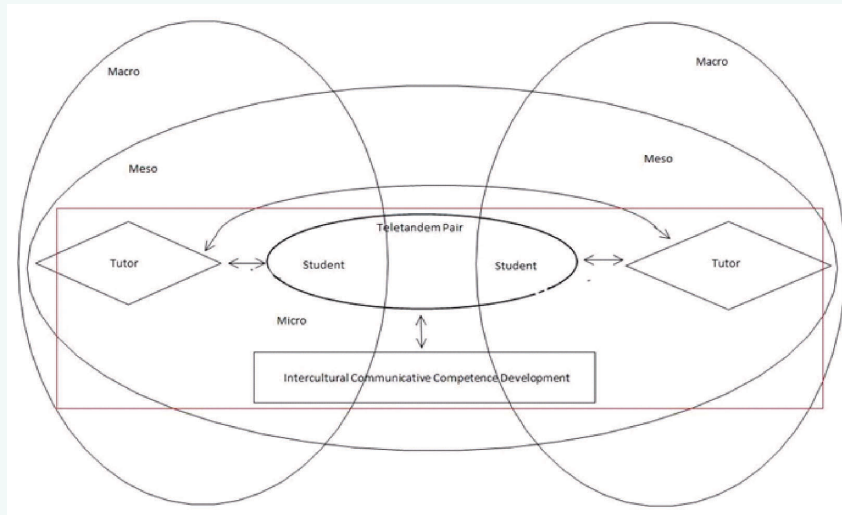 Macro
Macro
Meso
Meso
Teletandem Pair
Tutor
Student
Student
Tutor
Micro
Intercultural Communicative Competence Development